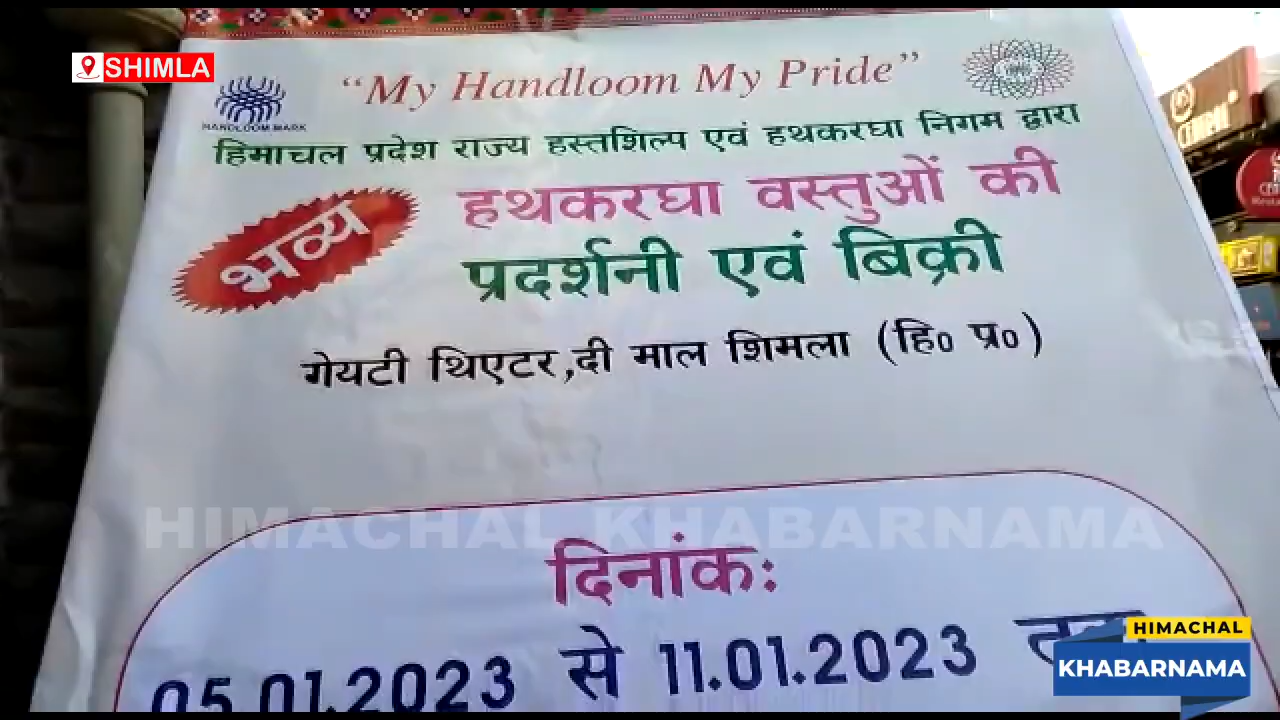 SHIMLA
"My Handloom My Pride"
HANDLOOM MARK
हिमाचल प्रदेश राज्य हस्तशिल्प एवं हथकरघा निगम द्वारा
भव्य
हथकरघा वस्तुओं की
प्रदर्शनी एवं बिक्री
गेयटी थिएटर,दी माल शिमला (हि० प्र०)
HIMACHAL KHABARNAMA
दिनांक:
05.01.2023 से 11.01.2023 तक
HIMACHAL
KHABARNAMA